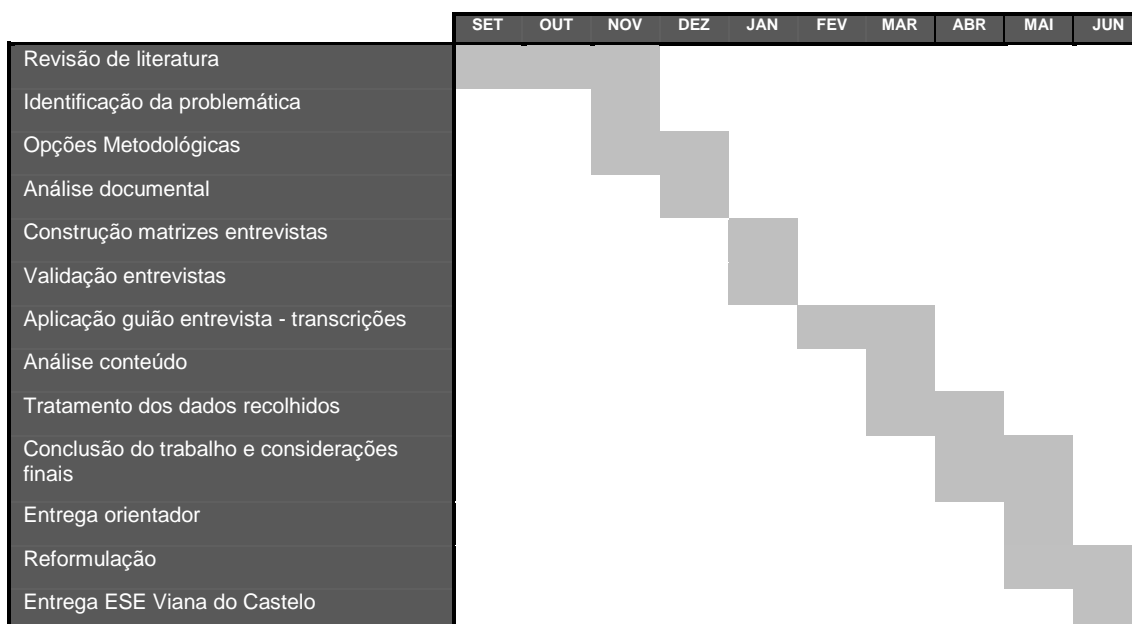 SET OUT NOV DEZ JAN FEV MAR ABR MAI JUN
Revisão de literatura
Identificação da problemática
Opções Metodológicas
Análise documental
Construção matrizes entrevistas
Validação entrevistas
Aplicação guião entrevista - transcrições
Análise conteúdo
Tratamento dos dados recolhidos
Conclusão do trabalho e considerações
finais
Entrega orientador
Reformulação
Entrega ESE Viana do Castelo